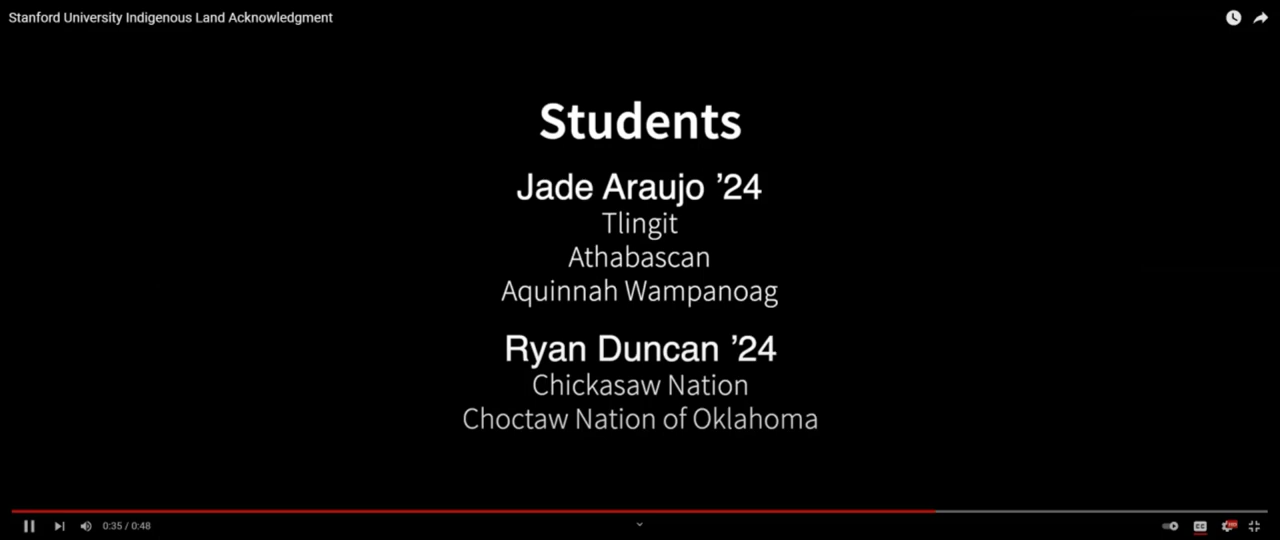 Stanford University Indigenous Land Acknowledgment
Students
Jade Araujo ’24
Tlingit
Athabascan
Aquinnah Wampanoag
Ryan Duncan ’24
Chickasaw Nation
Choctaw Nation of Oklahoma
0:35 / 0:48
CC